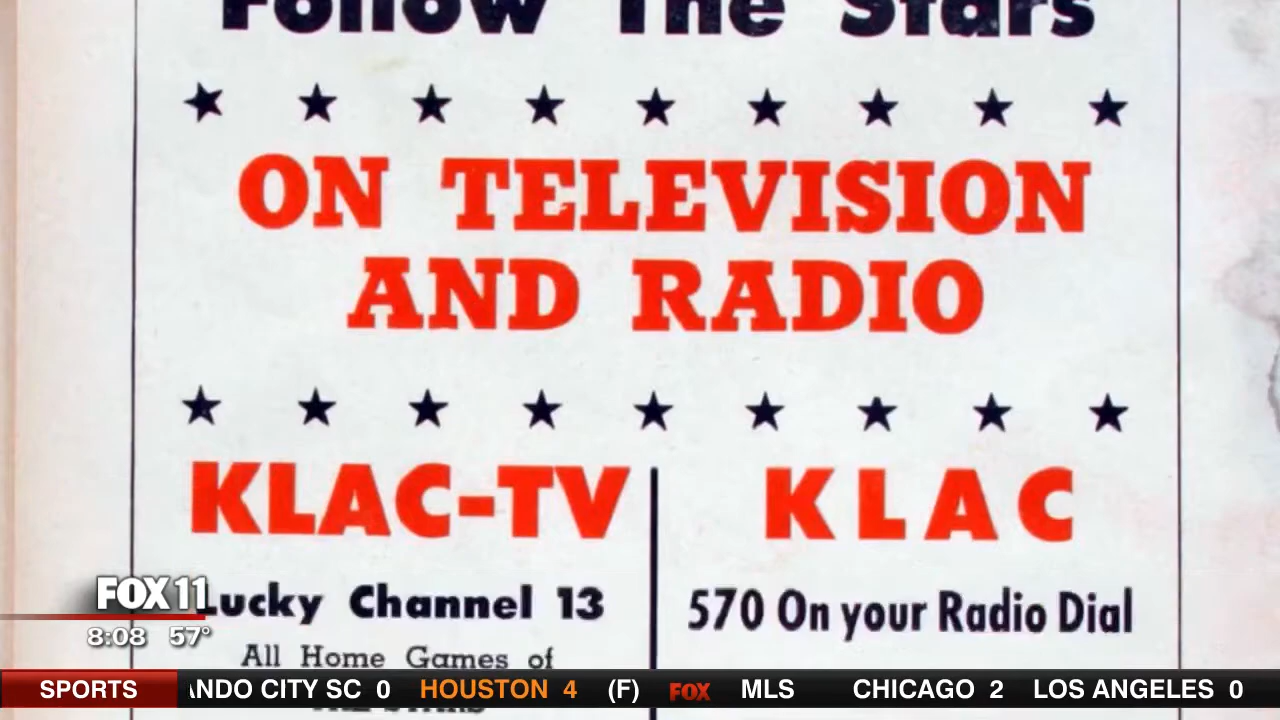 Follow The Stars
ON TELEVISION
AND RADIO
KLAC-TV
Lucky Channel 13
All Home Games of
KLAC
570 On your Radio Dial
FOX 11
8:08 57°
SPORTS
NDO CITY SC 0 HOUSTON 4 (F) FOX MLS CHICAGO 2 LOS ANGELES 0